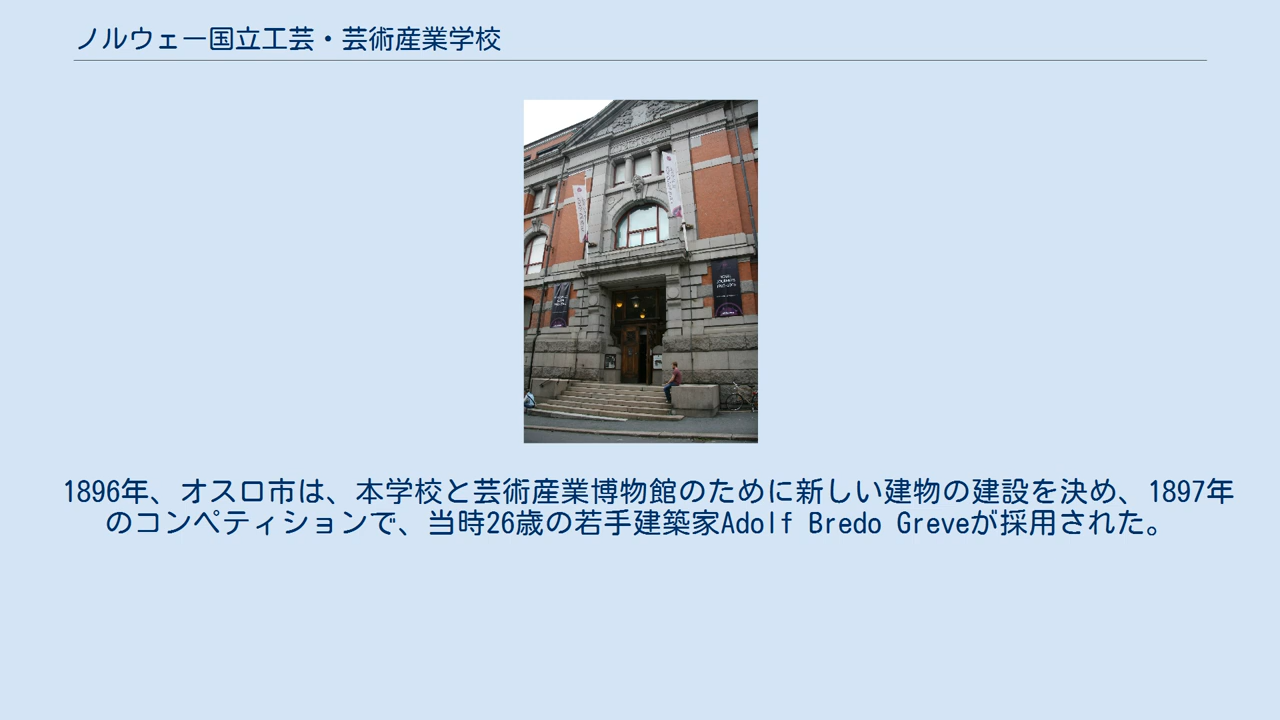 ノルウェー国立工芸・芸術産業学校
1896年、オスロ市は、本学校と芸術産業博物館のために新しい建物の建設を決め、1897年
のコンペティションで、当時26歳の若手建築家Adolf Bredo Greveが採用された。